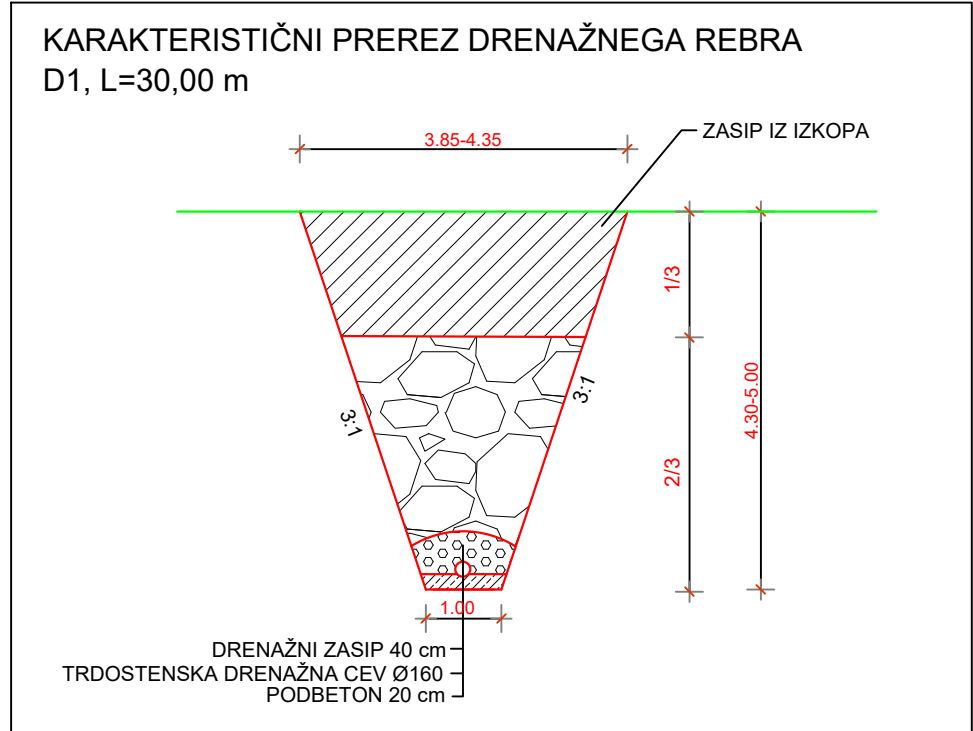 KARAKTERISTIČNI PREREZ DRENAŽNEGA REBRA
D1, L=30,00 m
3.85-4.35
ZASIP IZ IZKOPA
1/3
3:1
3:1
4.30-5.00
2/3
1.00
DRENAŽNI ZASIP 40 cm
TRDOSTENSKA DRENAŽNA CEV Ø160
PODBETON 20 cm